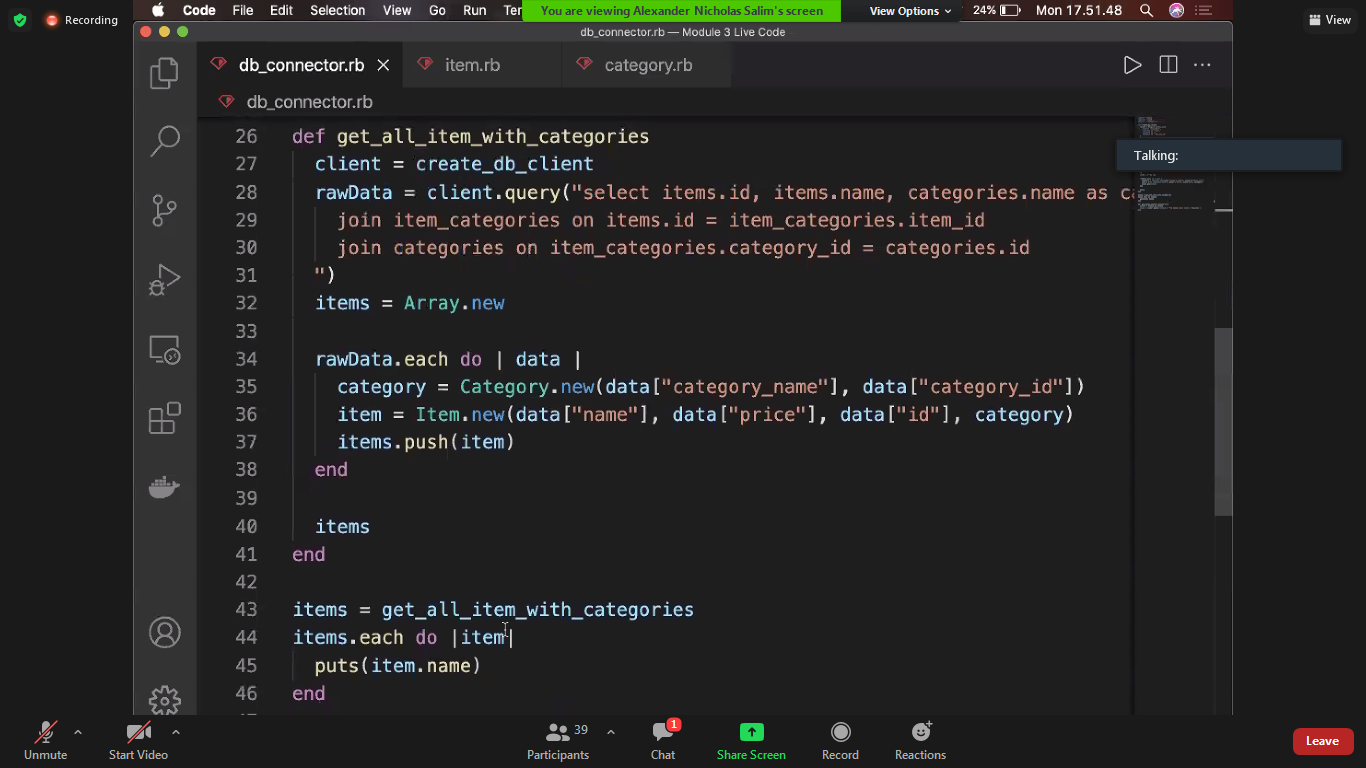 Recording
Code File Edit Selection View Go Run Ter
You are viewing Alexander Nicholas Salim's screen
View Options
24% Mon 17.51.48
View
db_connector.rb — Module 3 Live Code
db_connector.rb
item.rb
category.rb
db_connector.rb
Talking:
26 def get_all_item_with_categories
27 client = create_db_client
28 rawData = client.query("select items.id, items.name, categories.name as ca
29 join item_categories on items.id = item_categories.item_id
30 join categories on item_categories.category_id = categories.id
31 ")
32 items = Array.new
33
34 rawData.each do | data |
35 category = Category.new(data["category_name"], data["category_id"])
36 item = Item.new(data["name"], data["price"], data["id"], category)
37 items.push(item)
38 end
39
40 items
41 end
42
43 items = get_all_item_with_categories
44 items.each do |item|
45 puts(item.name)
46 end
Unmute
Start Video
Participants 39
Chat 1
Share Screen
Record
Reactions
Leave